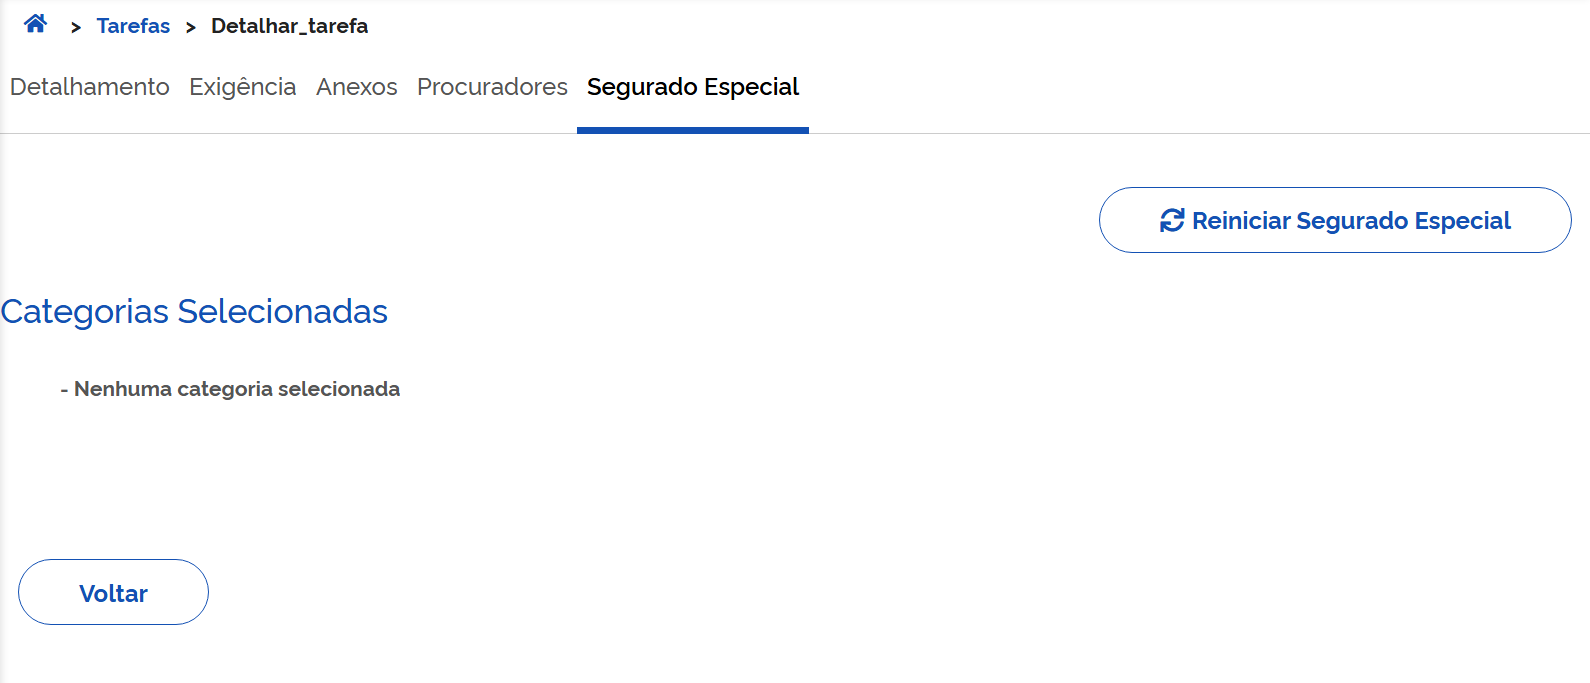 > Tarefas > Detalhar_tarefa
Detalhamento Exigência Anexos Procuradores Segurado Especial
Reiniciar Segurado Especial
Categorias Selecionadas
- Nenhuma categoria selecionada
Voltar